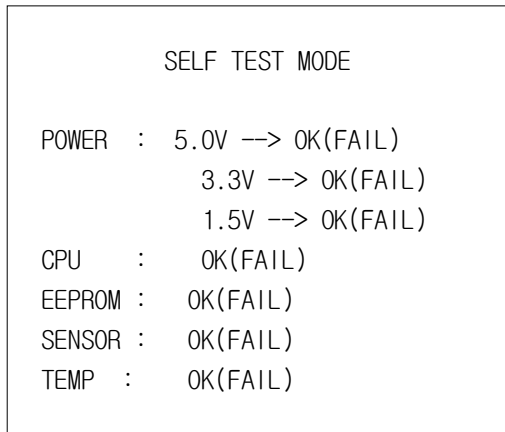 SELF TEST MODE
POWER : 5.0V --> OK(FAIL)
3.3V --> OK(FAIL)
1.5V --> OK(FAIL)
CPU : OK(FAIL)
EEPROM : OK(FAIL)
SENSOR : OK(FAIL)
TEMP : OK(FAIL)